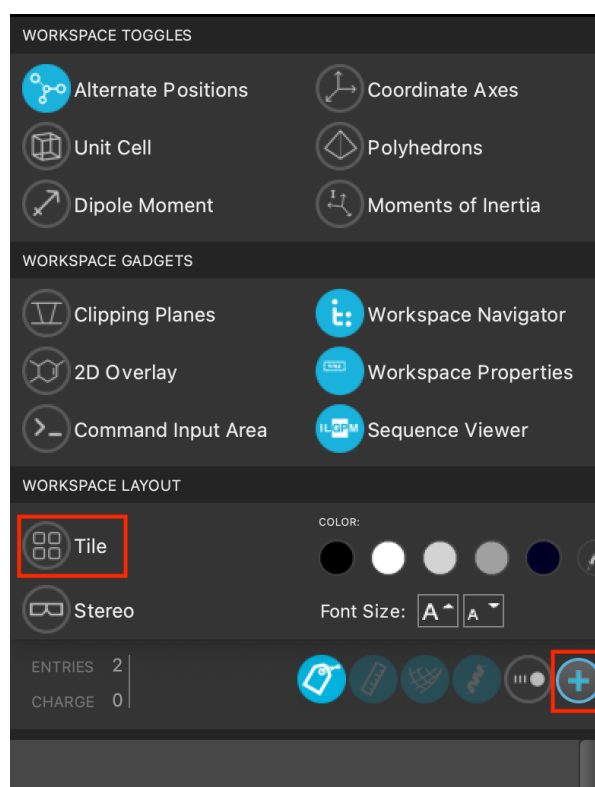 WORKSPACE TOGGLES
Alternate Positions
Coordinate Axes
Unit Cell
Polyhedrons
Dipole Moment
Moments of Inertia
WORKSPACE GADGETS
Clipping Planes
Workspace Navigator
2D Overlay
Workspace Properties
Command Input Area
ILGPM
Sequence Viewer
WORKSPACE LAYOUT
Tile
COLOR:
Stereo
Font Size: A A
ENTRIES 2
CHARGE 0